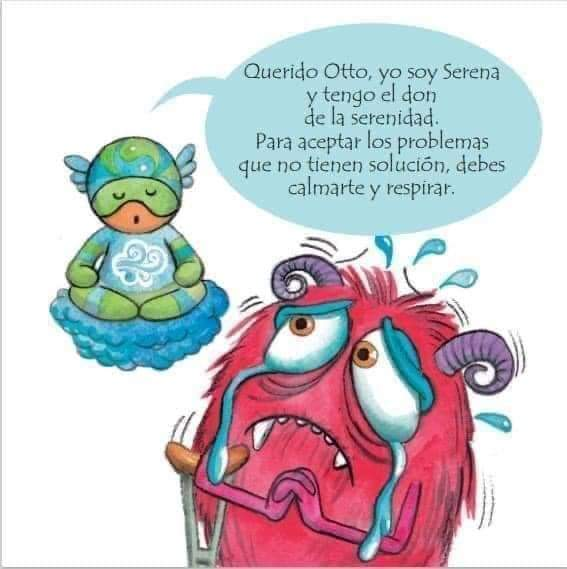 Querido Otto, yo soy Serena
y tengo el don
de la serenidad.
Para aceptar los problemas
que no tienen solución, debes
calmarte y respirar.